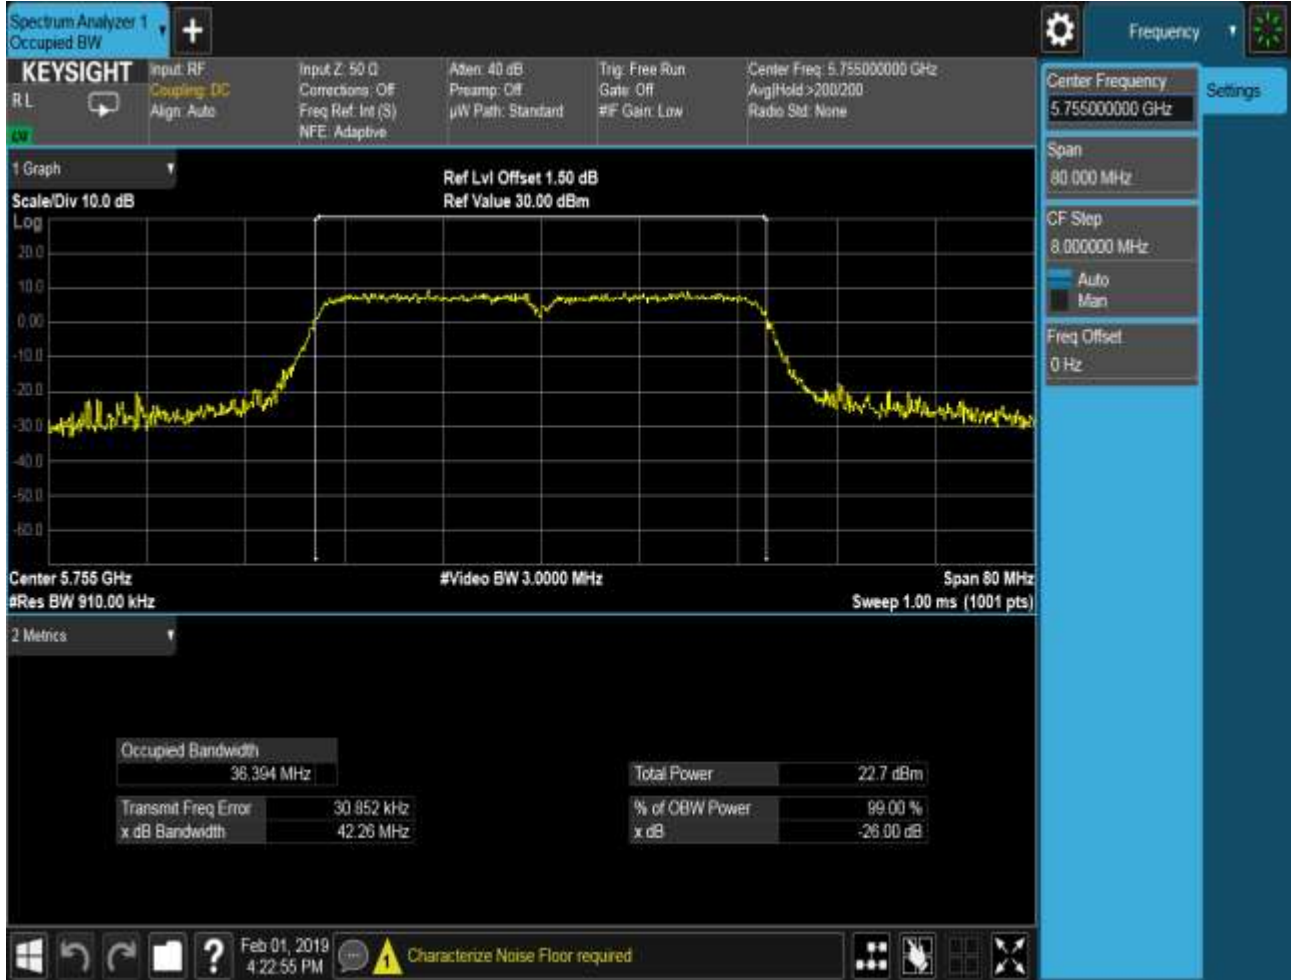 Spectrum Analyzer 1
Occupied BW
Frequency
KEYSIGHT
R L
Input: RF
Coupling: DC
Align: Auto
Input Z: 50 Ω
Corrections: Off
Freq Ref: Int (S)
NFE: Adaptive
Atten: 40 dB
Preamp: Off
µW Path: Standard
Trig: Free Run
Gate: Off
#IF Gain: Low
Center Freq: 5.755000000 GHz
Avg|Hold:>200/200
Radio Std: None
Center Frequency
5.755000000 GHz
Settings
Span
80.000 MHz
CF Step
8.000000 MHz
Auto
Man
Freq Offset
0 Hz
1 Graph
Scale/Div 10.0 dB
Ref Lvl Offset 1.50 dB
Ref Value 30.00 dBm
Log
20.0
10.0
0.00
-10.0
-20.0
-30.0
-40.0
-50.0
-60.0
Center 5.755 GHz
#Video BW 3.0000 MHz
Span 80 MHz
#Res BW 910.00 kHz
Sweep 1.00 ms (1001 pts)
2 Metrics
Occupied Bandwidth
36.394 MHz
Transmit Freq Error 30.852 kHz
x dB Bandwidth 42.26 MHz
Total Power 22.7 dBm
% of OBW Power 99.00 %
x dB -26.00 dB
Feb 01, 2019
4:22:55 PM
1
Characterize Noise Floor required